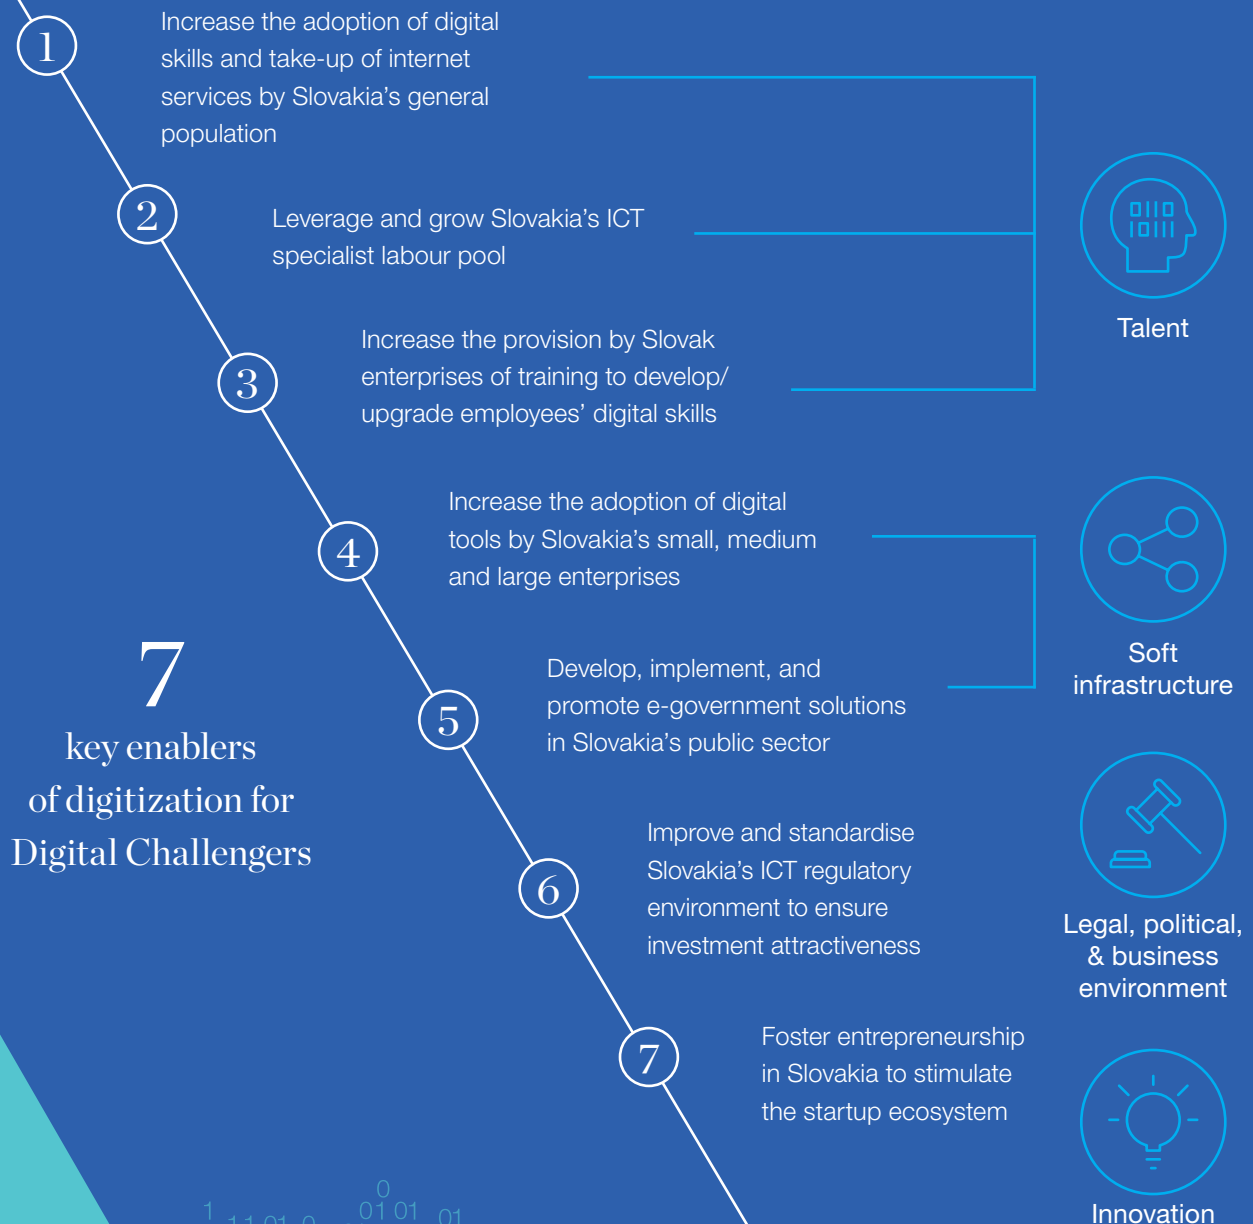 1
Increase the adoption of digital
skills and take-up of internet
services by Slovakia's general
population
2
Leverage and grow Slovakia's ICT
specialist labour pool
3
Increase the provision by Slovak
enterprises of training to develop/
upgrade employees' digital skills
Talent
4
Increase the adoption of digital
tools by Slovakia's small, medium
and large enterprises
5
Develop, implement, and
promote e-government solutions
in Slovakia's public sector
Soft
infrastructure
7
key enablers
of digitization for
Digital Challengers
6
Improve and standardise
Slovakia's ICT regulatory
environment to ensure
investment attractiveness
Legal, political,
& business
environment
7
Foster entrepreneurship
in Slovakia to stimulate
the startup ecosystem
Innovation
0
01 01
01
1